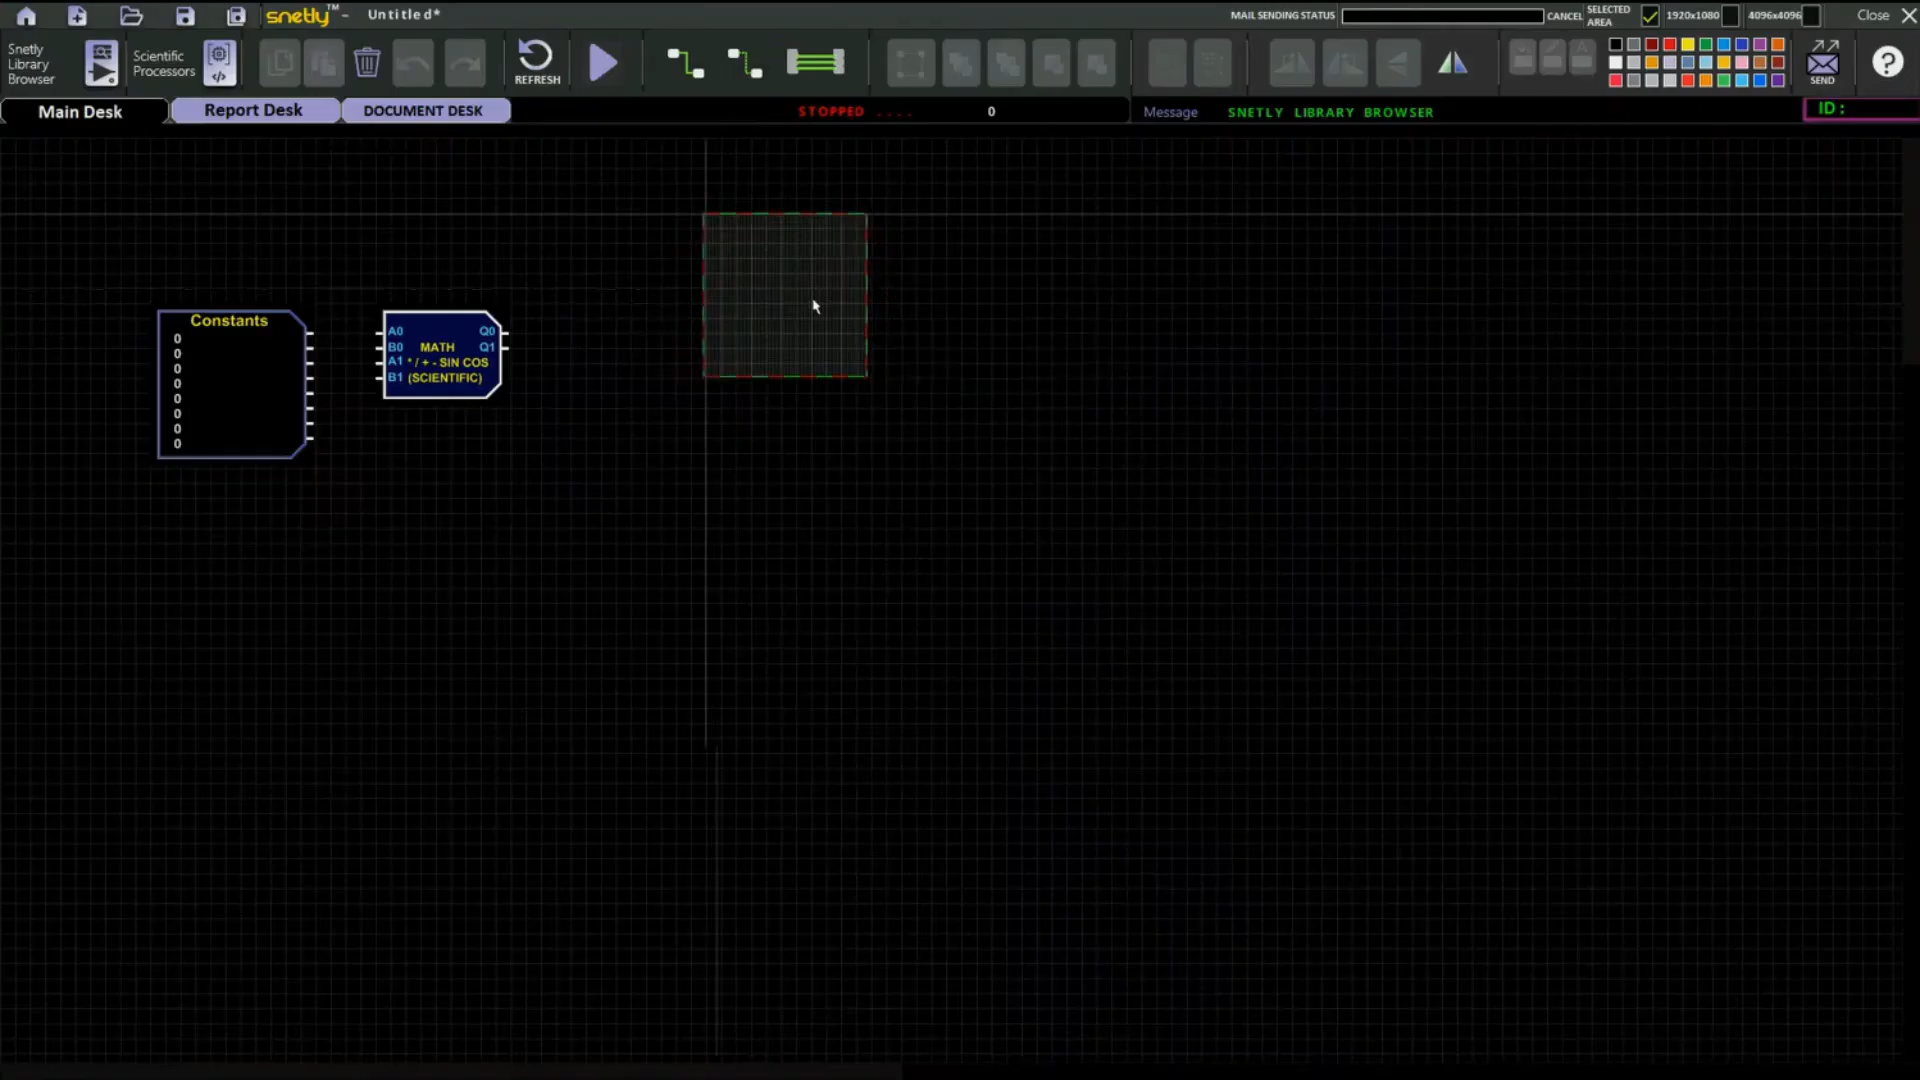 snetly™ - Untitled*
MAIL SENDING STATUS
CANCEL
SELECTED
AREA
1920x1080
4096x4096
Close
Snetly
Library
Browser
Scientific
Processors
REFRESH
SEND
?
Main Desk
Report Desk
DOCUMENT DESK
STOPPED ....
0
Message
SNETLY LIBRARY BROWSER
ID :
Constants
0
0
0
0
0
0
0
0
A0 Q0
B0 MATH Q1
A1 * / + - SIN COS
B1 (SCIENTIFIC)